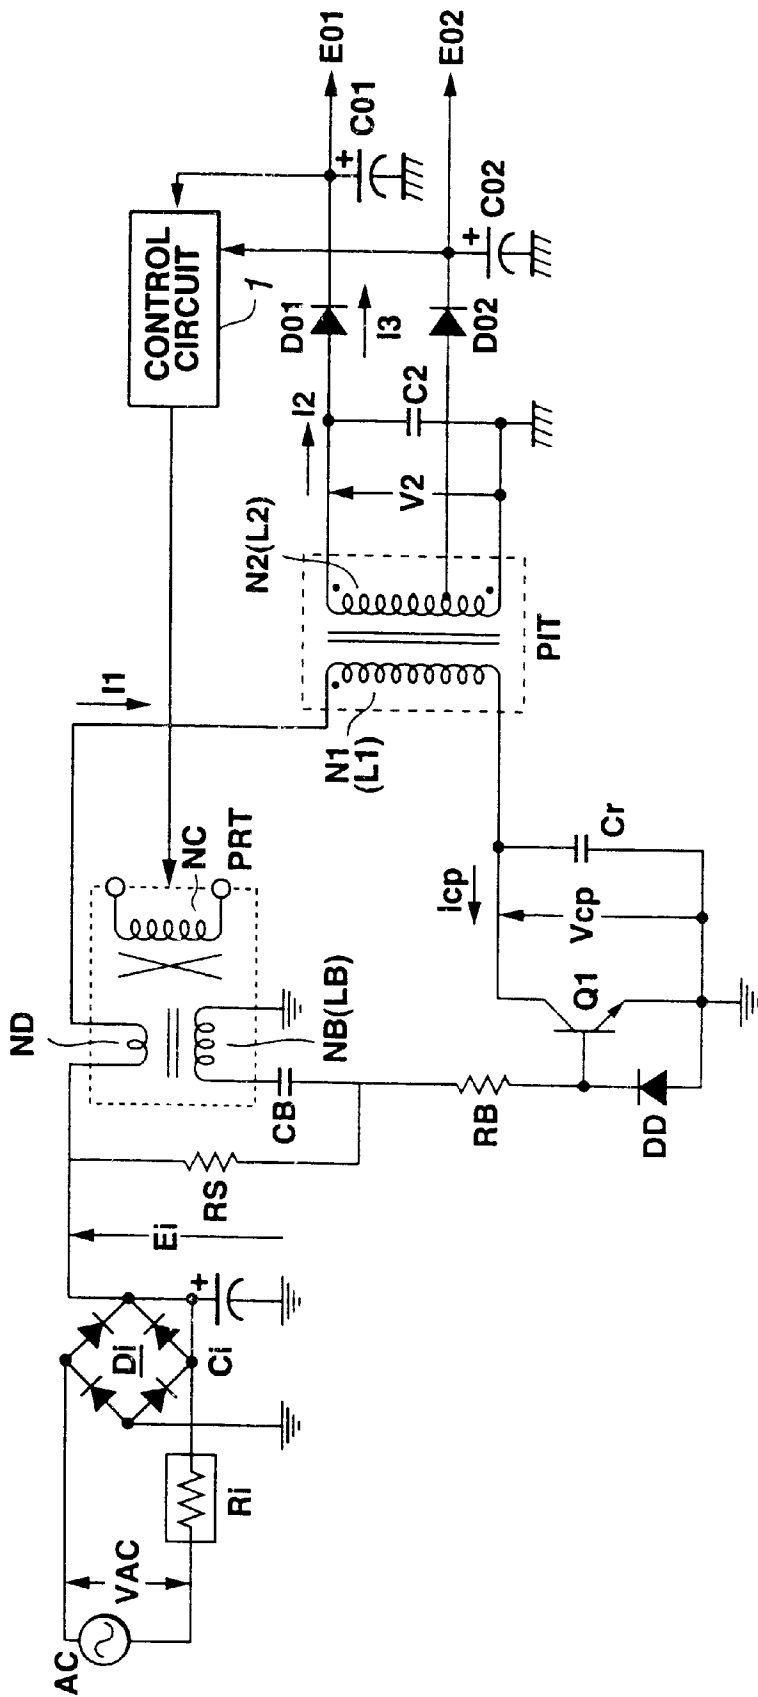 AC
VAC
Ri
Di
Ci
+
Ei
RS
ND
CB
NB(LB)
NC
PRT
RB
DD
Q1
Icp
Vcp
Cr
I1
N1
(L1)
N2(L2)
PIT
V2
I2
C2
D01
I3
D02
CONTROL
CIRCUIT
1
+
C01
+
C02
E01
E02